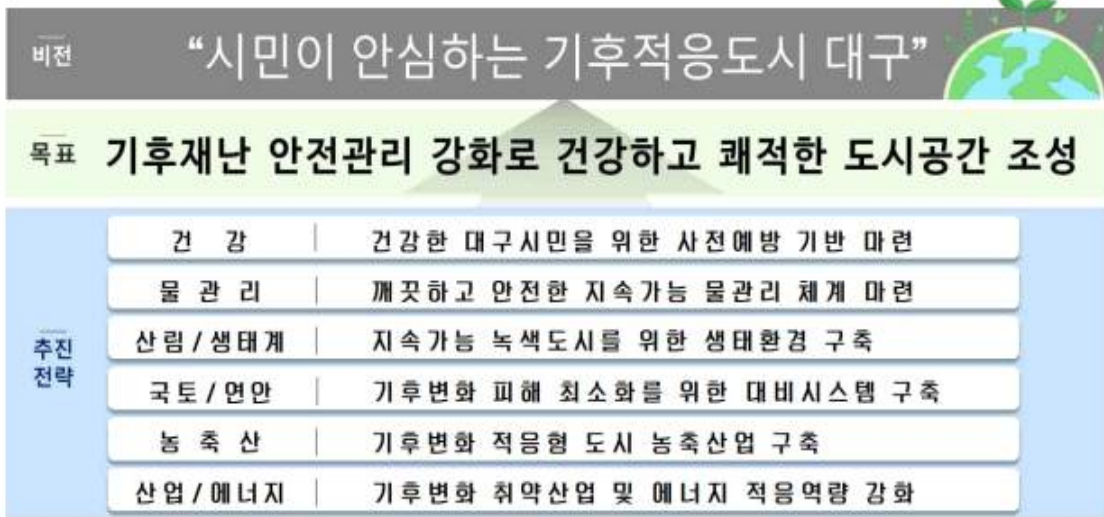 비전 “시민이 안심하는 기후적응도시 대구”
목표 기후재난 안전관리 강화로 건강하고 쾌적한 도시공간 조성
추진
전략
건 강 | 건강한 대구시민을 위한 사전예방 기반 마련
물 관 리 | 깨끗하고 안전한 지속가능 물관리 체계 마련
산림/생태계 | 지속가능 녹색도시를 위한 생태환경 구축
국토/연안 | 기후변화 피해 최소화를 위한 대비시스템 구축
농 축 산 | 기후변화 적응형 도시 농축산업 구축
산업/에너지 | 기후변화 취약산업 및 에너지 적응역량 강화